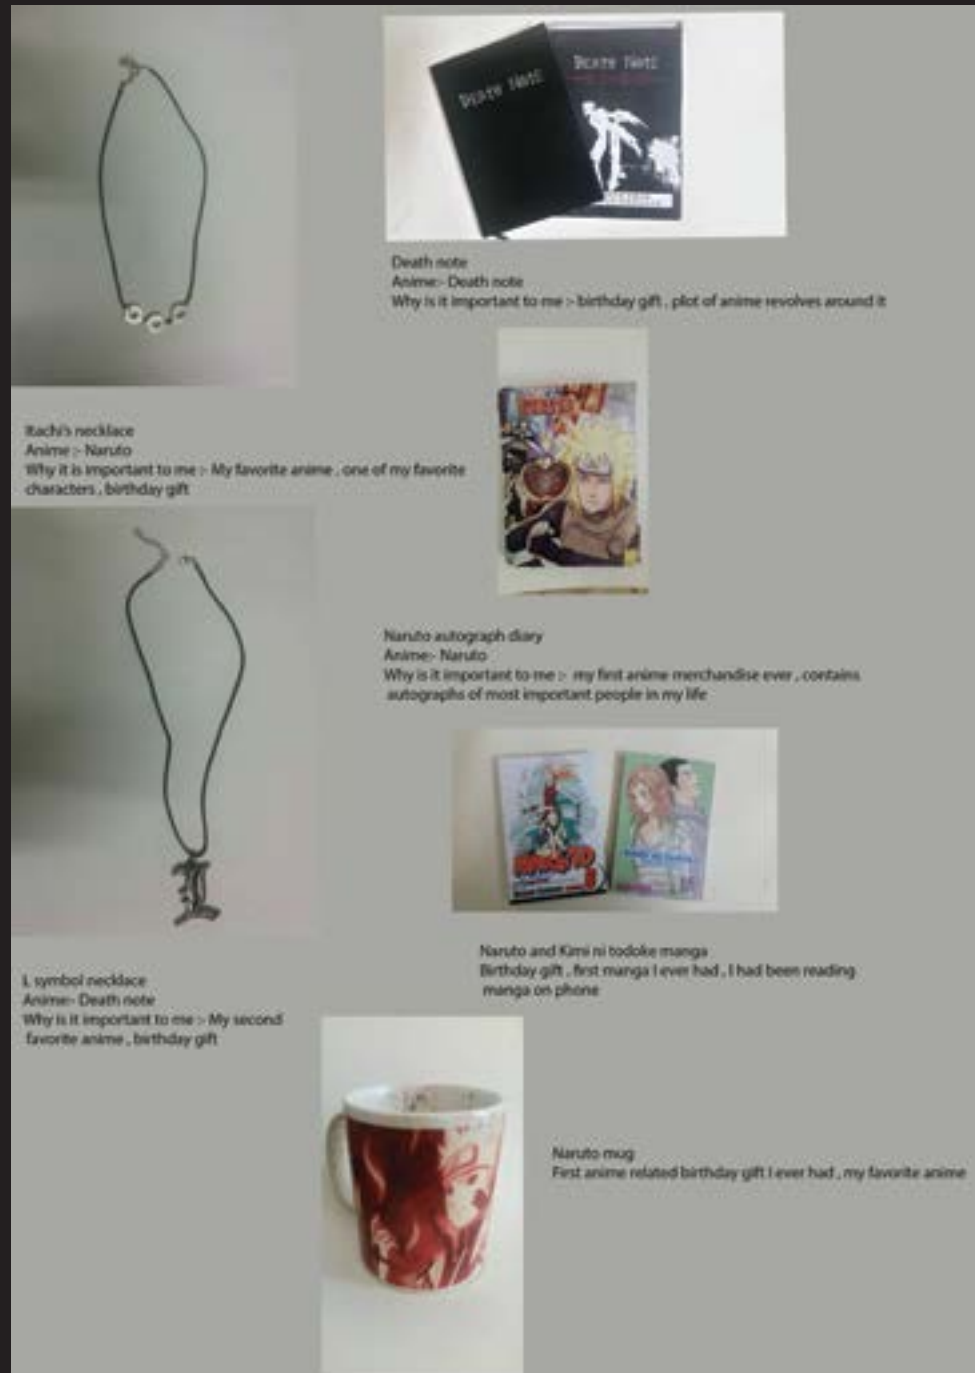 DEATH NOTE
DEATH NOTE
Death note
Anime:- Death note
Why is it important to me :- birthday gift , plot of anime revolves around it
Itachi's necklace
Anime :- Naruto
Why it is important to me :- My favorite anime , one of my favorite
characters , birthday gift
Naruto autograph diary
Anime:- Naruto
Why is it important to me :- my first anime merchandise ever , contains
autographs of most important people in my life
NARUTO
Naruto and Kimi ni todoke manga
Birthday gift , first manga I ever had , I had been reading
manga on phone
L symbol necklace
Anime:- Death note
Why is it important to me :- My second
favorite anime , birthday gift
Naruto mug
First anime related birthday gift I ever had , my favorite anime